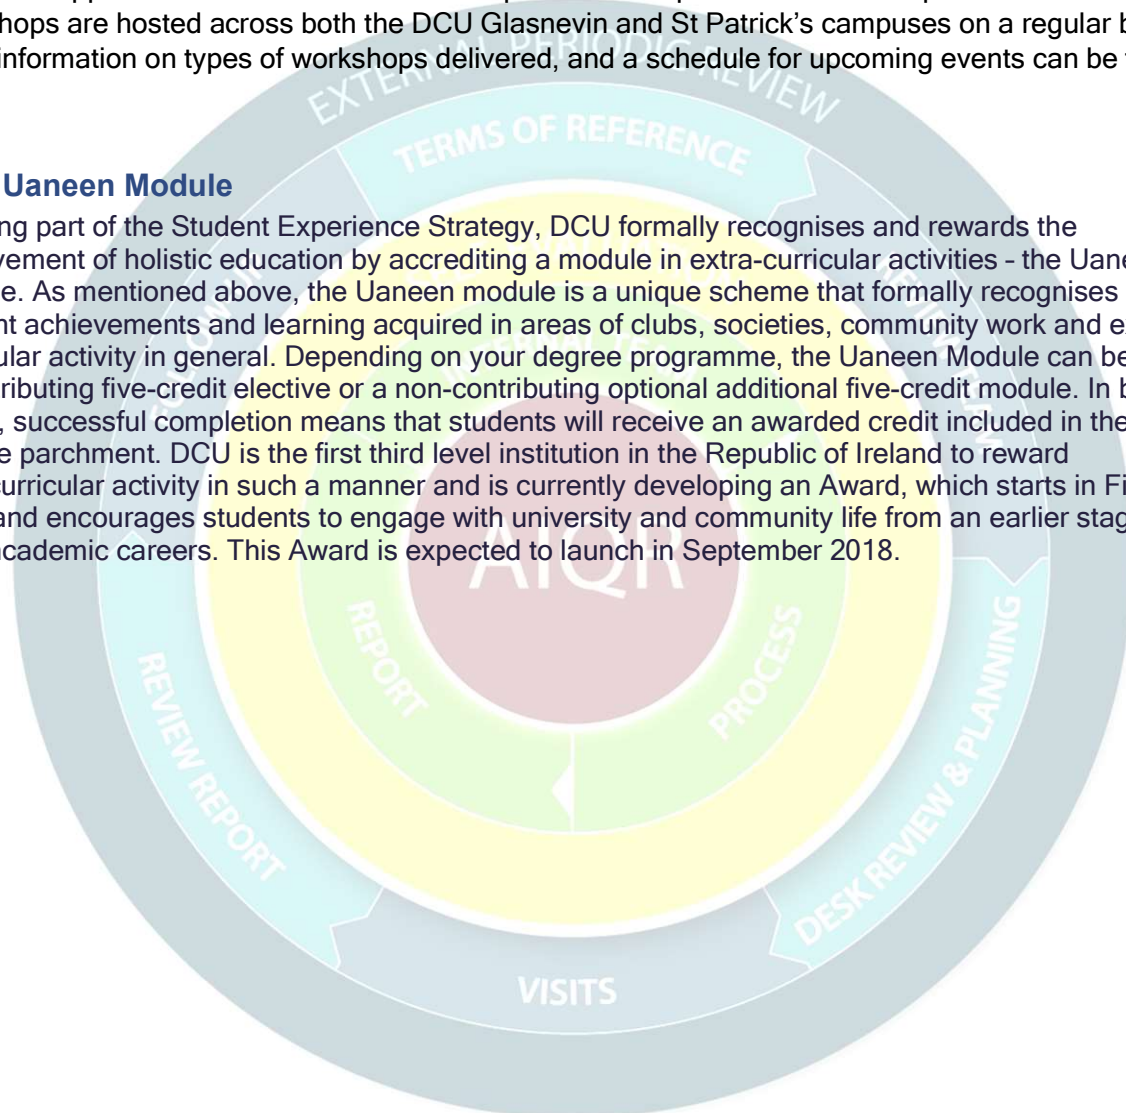 hops are hosted across both the DCU Glasnevin and St Patrick's campuses on a regular b
information on types of workshops delivered, and a schedule for upcoming events can be
Uaneen Module
ng part of the Student Experience Strategy, DCU formally recognises and rewards the
vement of holistic education by accrediting a module in extra-curricular activities - the Uane
e. As mentioned above, the Uaneen module is a unique scheme that formally recognises
nt achievements and learning acquired in areas of clubs, societies, community work and e
ular activity in general. Depending on your degree programme, the Uaneen Module can be
tributing five-credit elective or a non-contributing optional additional five-credit module. In b
, successful completion means that students will receive an awarded credit included in the
e parchment. DCU is the first third level institution in the Republic of Ireland to reward
curricular activity in such a manner and is currently developing an Award, which starts in Fi
and encourages students to engage with university and community life from an earlier stag
academic careers. This Award is expected to launch in September 2018.
EXTERNAL PERIODIC REVIEW
TERMS OF REFERENCE
REVIEW TEAM
FOLLOW UP
INTERNAL TEAM
AIQR
REPORT
PROCESS
REVIEW REPORT
DESK REVIEW & PLANNING
VISITS